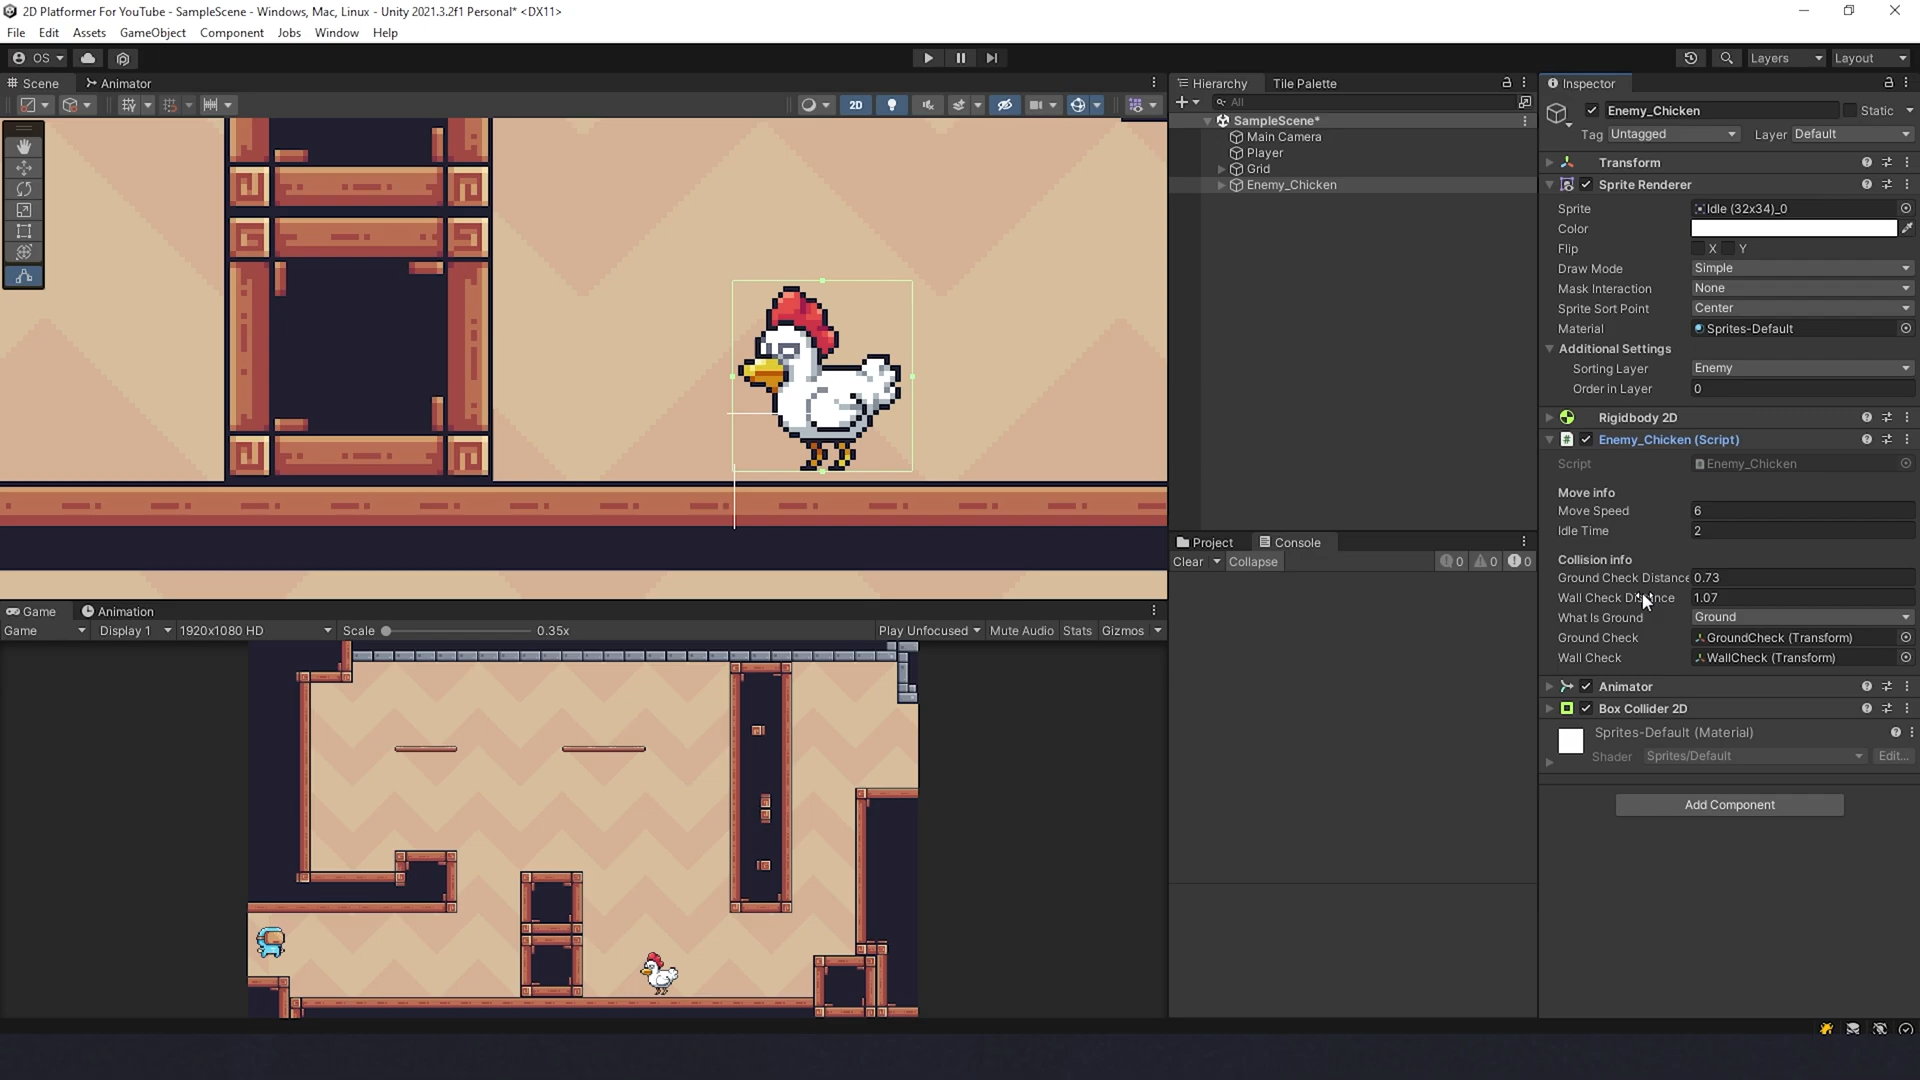 2D Platformer For YouTube - SampleScene - Windows, Mac, Linux - Unity 2021.3.2f1 Personal* <DX11>
File Edit Assets GameObject Component Jobs Window Help
OS
Layers
Layout
Scene
Animator
2D
Hierarchy
Tile Palette
All
SampleScene*
Main Camera
Player
Grid
Enemy_Chicken
Project
Console
Clear
Collapse
0
0
0
Game
Animation
Game
Display 1
1920x1080 HD
Scale
0.35x
Play Unfocused
Mute Audio
Stats
Gizmos
Inspector
Enemy_Chicken
Static
Tag Untagged
Layer Default
Transform
Sprite Renderer
Sprite Idle (32x34)_0
Color
Flip X Y
Draw Mode Simple
Mask Interaction None
Sprite Sort Point Center
Material Sprites-Default
Additional Settings
Sorting Layer Enemy
Order in Layer 0
Rigidbody 2D
Enemy_Chicken (Script)
Script Enemy_Chicken
Move info
Move Speed 6
Idle Time 2
Collision info
Ground Check Distance 0.73
Wall Check Distance 1.07
What Is Ground Ground
Ground Check GroundCheck (Transform)
Wall Check WallCheck (Transform)
Animator
Box Collider 2D
Sprites-Default (Material)
Shader Sprites/Default Edit...
Add Component